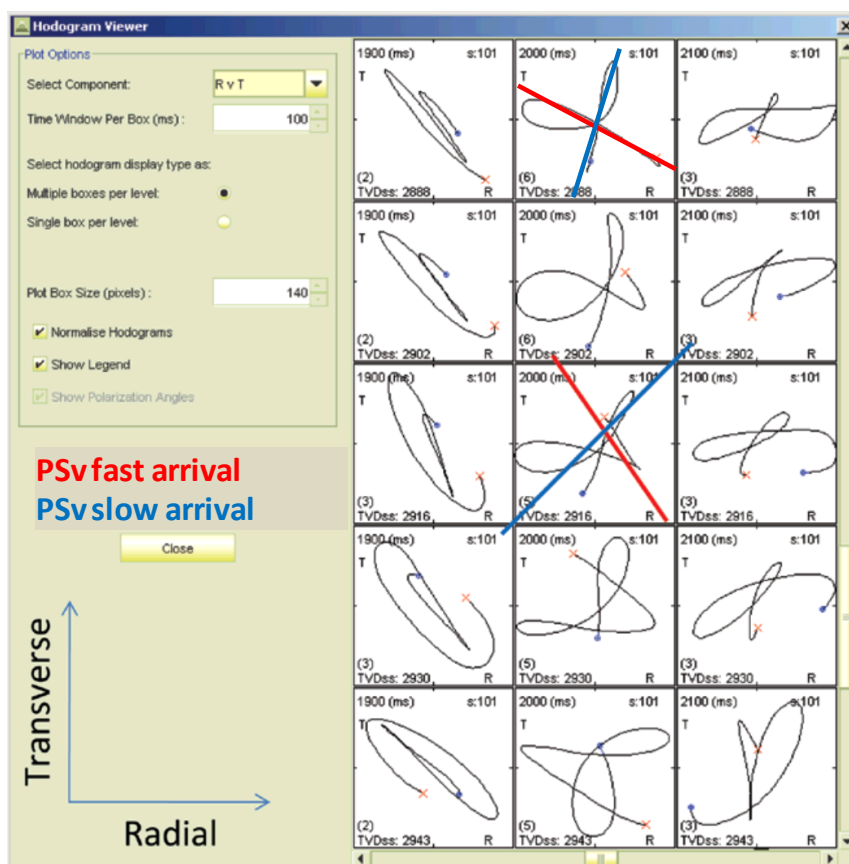 Hodogram Viewer
Plot Options
Select Component: R v T
Time Window Per Box (ms) : 100
Select hodogram display type as:
Multiple boxes per level:
Single box per level:
Plot Box Size (pixels) : 140
Normalise Hodograms
Show Legend
Show Polarization Angles
PSv fast arrival
PSv slow arrival
Close
Transverse
Radial
1900 (ms) s:101
T
(2)
TVDss: 2888 R
2000 (ms) s:101
T
(6)
TVDss: 2888 R
2100 (ms) s:101
T
(3)
TVDss: 2888 R
1900 (ms) s:101
T
(2)
TVDss: 2902 R
2000 (ms) s:101
T
(6)
TVDss: 2902 R
2100 (ms) s:101
T
(3)
TVDss: 2902 R
1900 (ms) s:101
T
(3)
TVDss: 2916 R
2000 (ms) s:101
T
(5)
TVDss: 2916 R
2100 (ms) s:101
T
(3)
TVDss: 2916 R
1900 (ms) s:101
T
(3)
TVDss: 2930 R
2000 (ms) s:101
T
(5)
TVDss: 2930 R
2100 (ms) s:101
T
(3)
TVDss: 2930 R
1900 (ms) s:101
T
(2)
TVDss: 2943 R
2000 (ms) s:101
T
(5)
TVDss: 2943 R
2100 (ms) s:101
T
(3)
TVDss: 2943 R